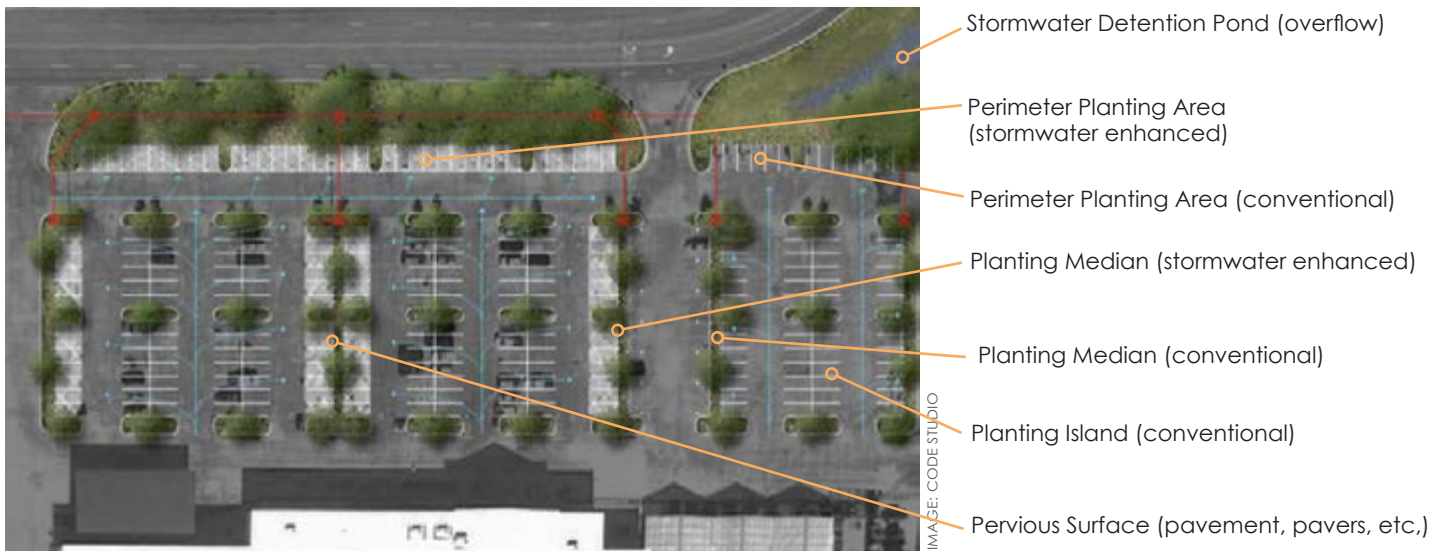 Stormwater Detention Pond (overflow)
Perimeter Planting Area
(stormwater enhanced)
Perimeter Planting Area (conventional)
Planting Median (stormwater enhanced)
Planting Median (conventional)
Planting Island (conventional)
Pervious Surface (pavement, pavers, etc,)
IMAGE: CODE STUDIO